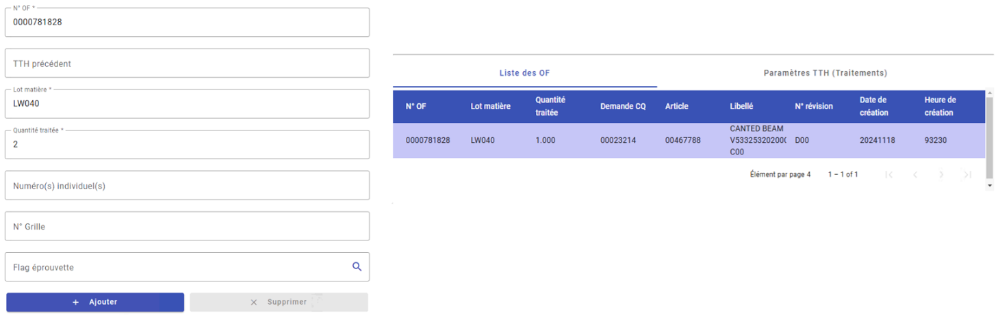 N° OF *
0000781828
TTH précédent
Lot matière *
LW040
Quantité traitée *
2
Numéro(s) individuel(s)
N° Grille
Flag éprouvette
+ Ajouter
× Supprimer
Liste des OF Paramètres TTH (Traitements)
N° OF Lot matière Quantité traitée Demande CQ Article Libellé N° révision Date de création Heure de création
0000781828 LW040 1.000 00023214 00467788 CANTED BEAM V53325320200( C00 D00 20241118 93230
Élément par page 4 1 – 1 of 1